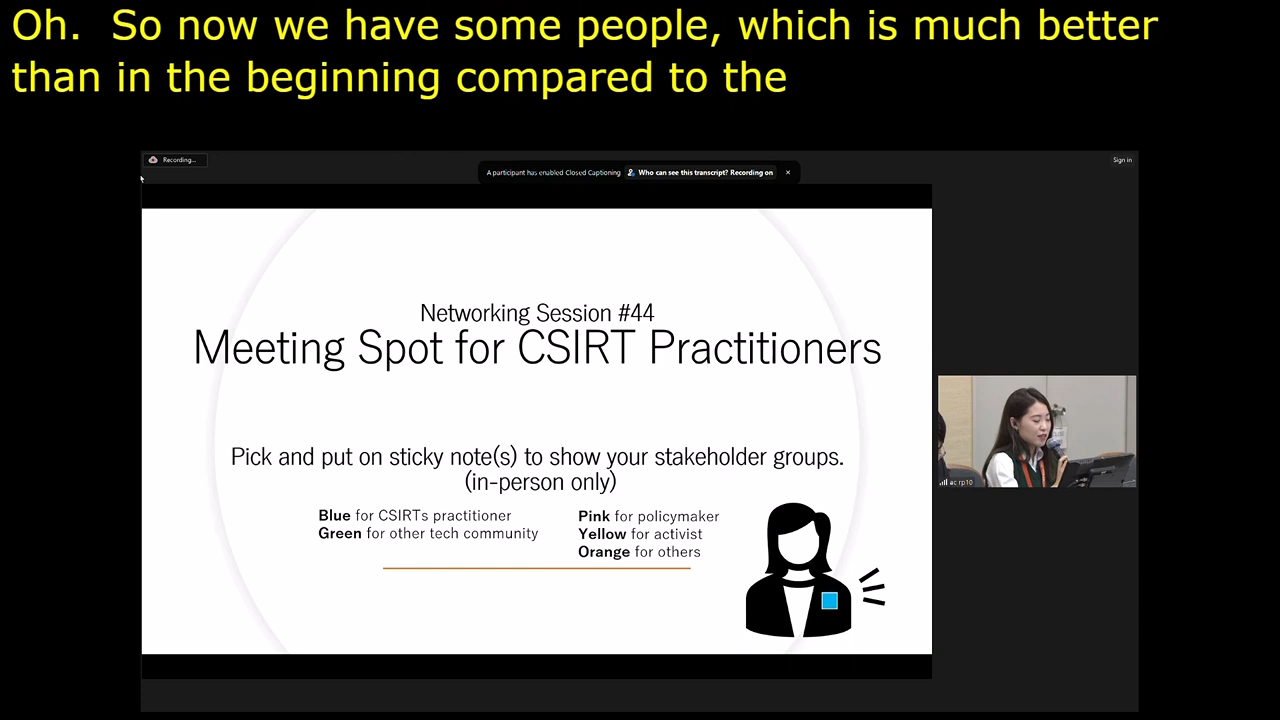 Oh.  So now we have some people, which is much better
than in the beginning compared to the
Recording...
A participant has enabled Closed Captioning Who can see this transcript? Recording on ×
Sign in
Networking Session #44
Meeting Spot for CSIRT Practitioners
Pick and put on sticky note(s) to show your stakeholder groups.
(in-person only)
Blue for CSIRTs practitioner
Green for other tech community
Pink for policymaker
Yellow for activist
Orange for others
ac rp10